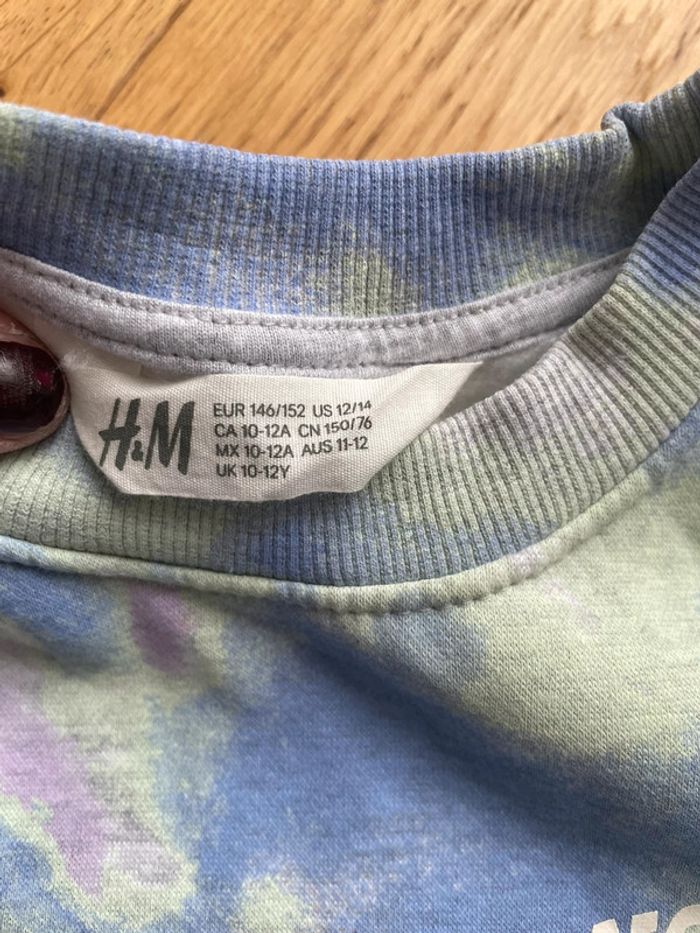 H&M
EUR 146/152 US 12/14
CA 10-12A CN 150/76
MX 10-12A AUS 11-12
UK 10-12Y